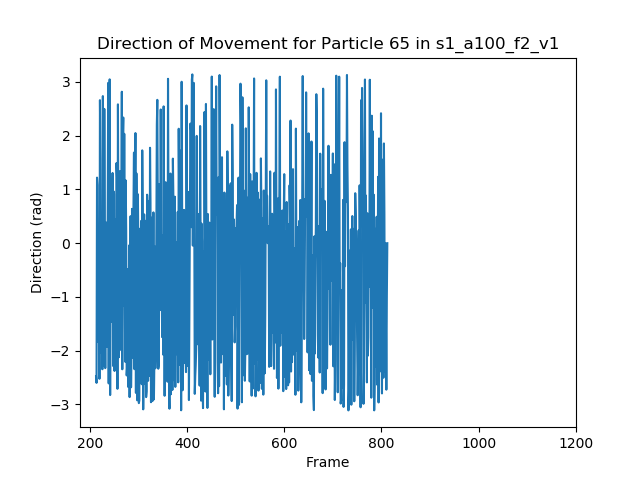 Direction of Movement for Particle 65 in s1_a100_f2_v1
3
2
1
0
−1
−2
−3
Direction (rad)
200 400 600 800 1000 1200
Frame